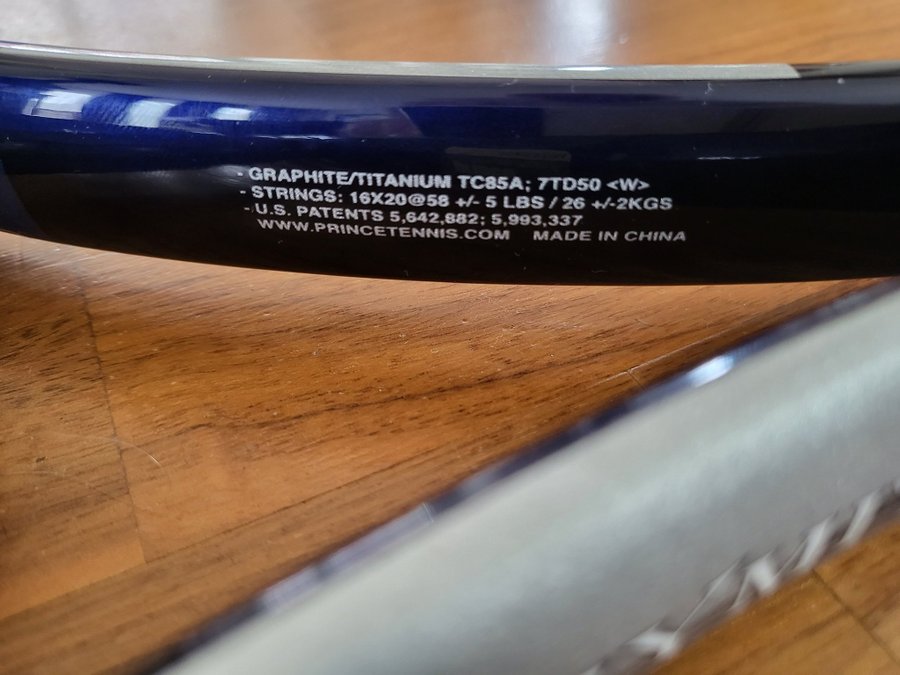 - GRAPHITE/TITANIUM TC85A; 7TD50 <W>
- STRINGS: 16X20@58 +/- 5 LBS / 26 +/-2KGS
- U.S. PATENTS 5,642,882; 5,993,337
WWW.PRINCETENNIS.COM MADE IN CHINA